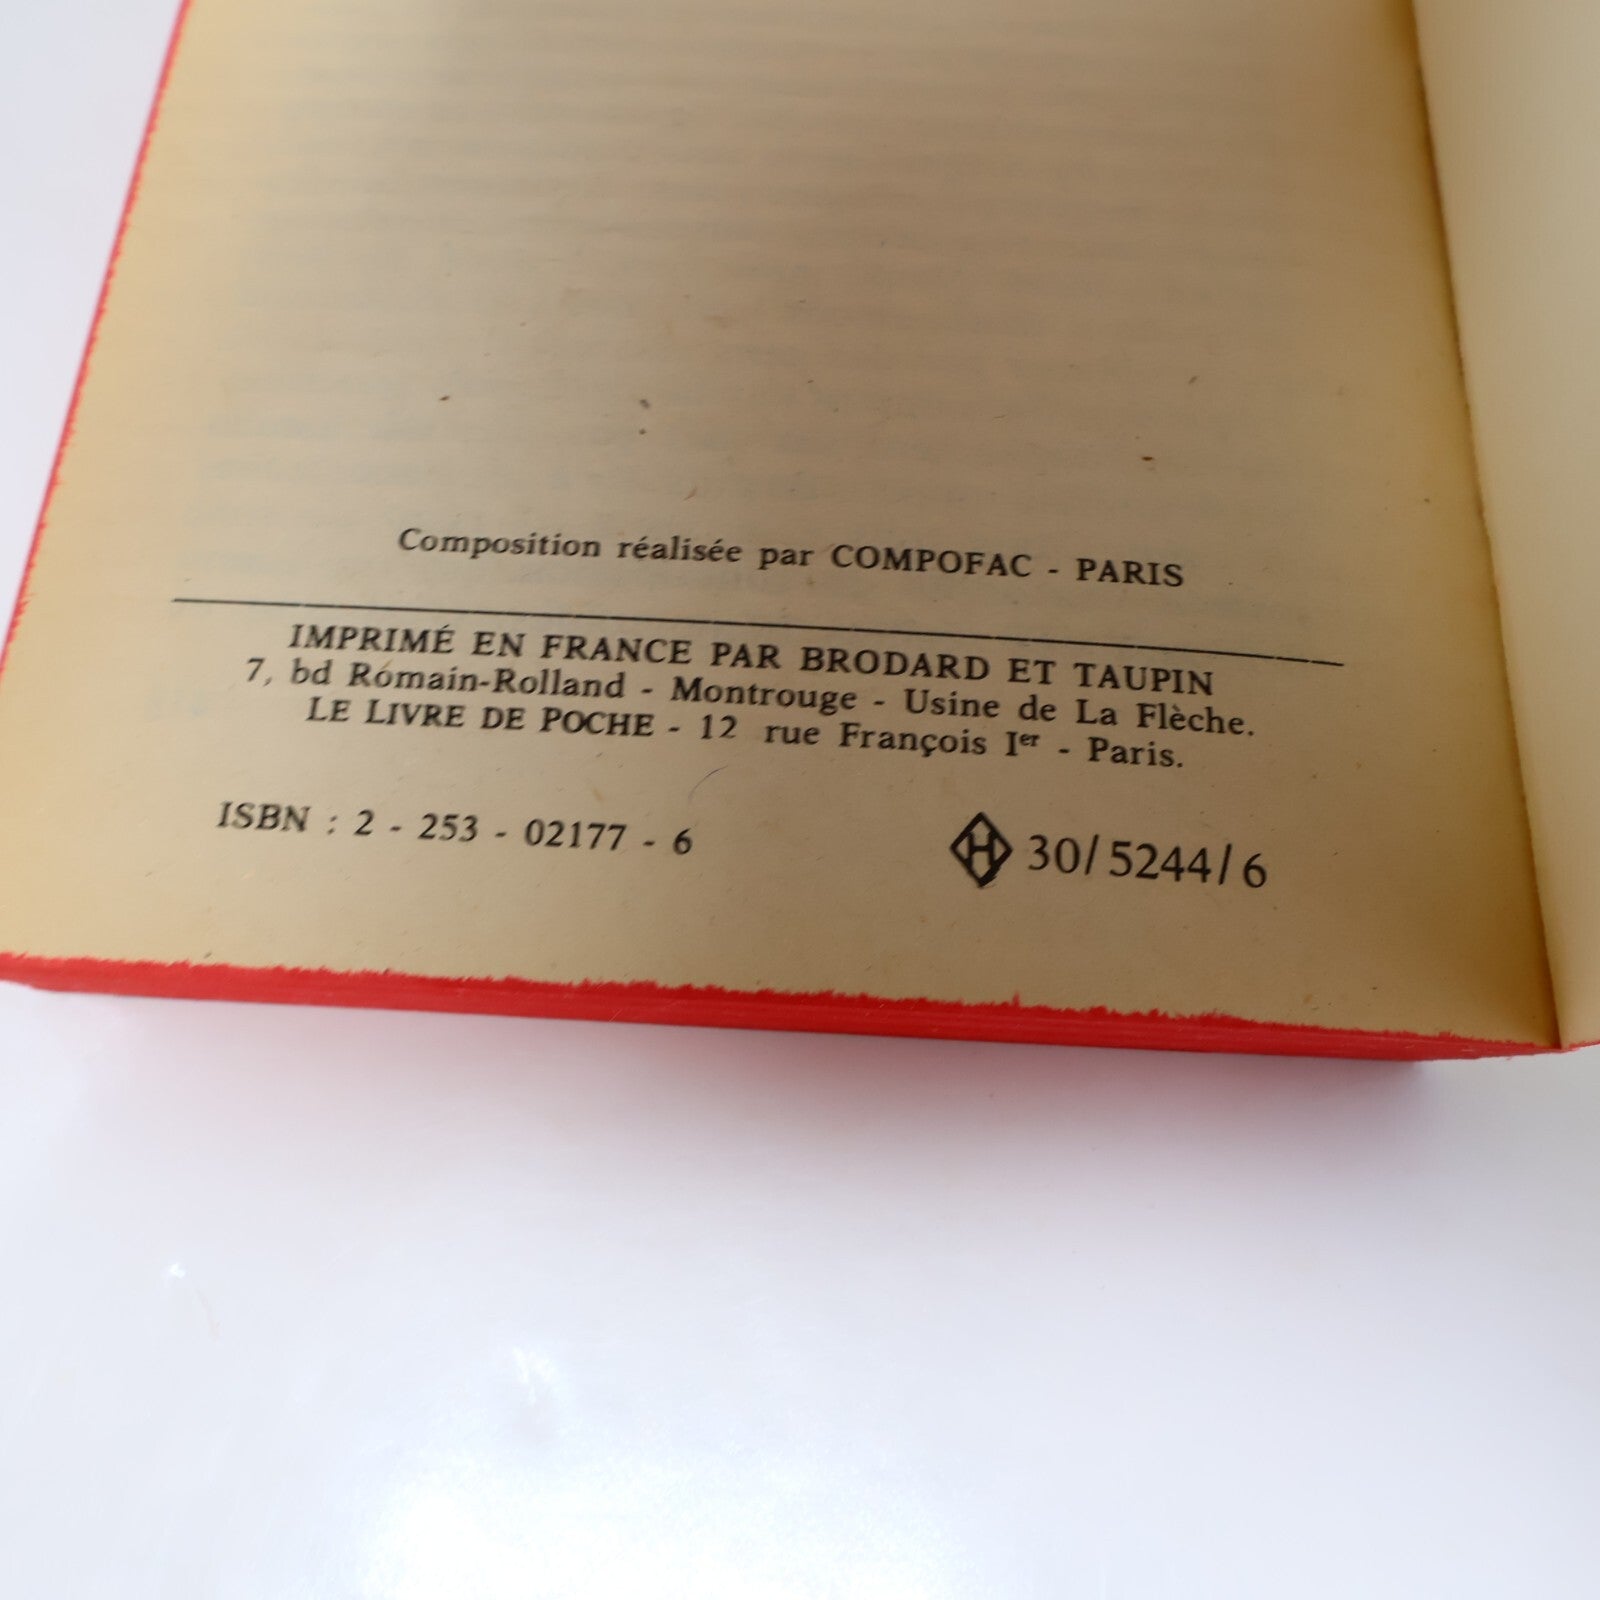 Composition réalisée par COMPOFAC - PARIS
IMPRIMÉ EN FRANCE PAR BRODARD ET TAUPIN
7, bd Romain-Rolland - Montrouge - Usine de La Flèche.
LE LIVRE DE POCHE - 12 rue François Iᵉʳ - Paris.
ISBN : 2 - 253 - 02177 - 6
H 30/5244/6